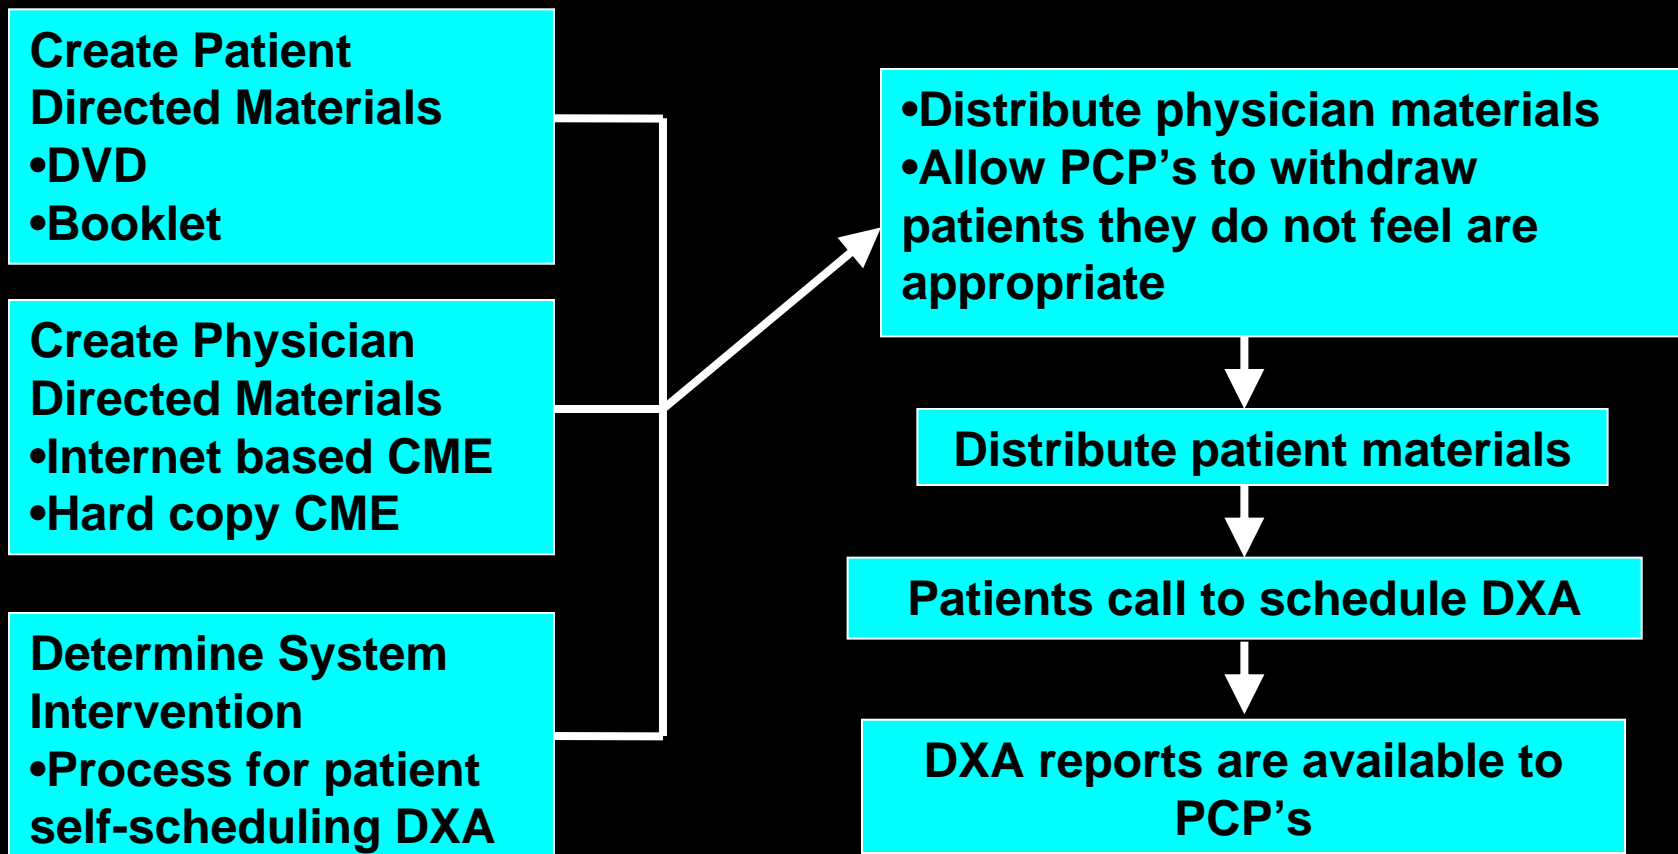 Create Patient
Directed Materials
•DVD
•Booklet
Create Physician
Directed Materials
•Internet based CME
•Hard copy CME
Determine System
Intervention
•Process for patient
self-scheduling DXA
•Distribute physician materials
•Allow PCP’s to withdraw
patients they do not feel are
appropriate
Distribute patient materials
Patients call to schedule DXA
DXA reports are available to
PCP’s